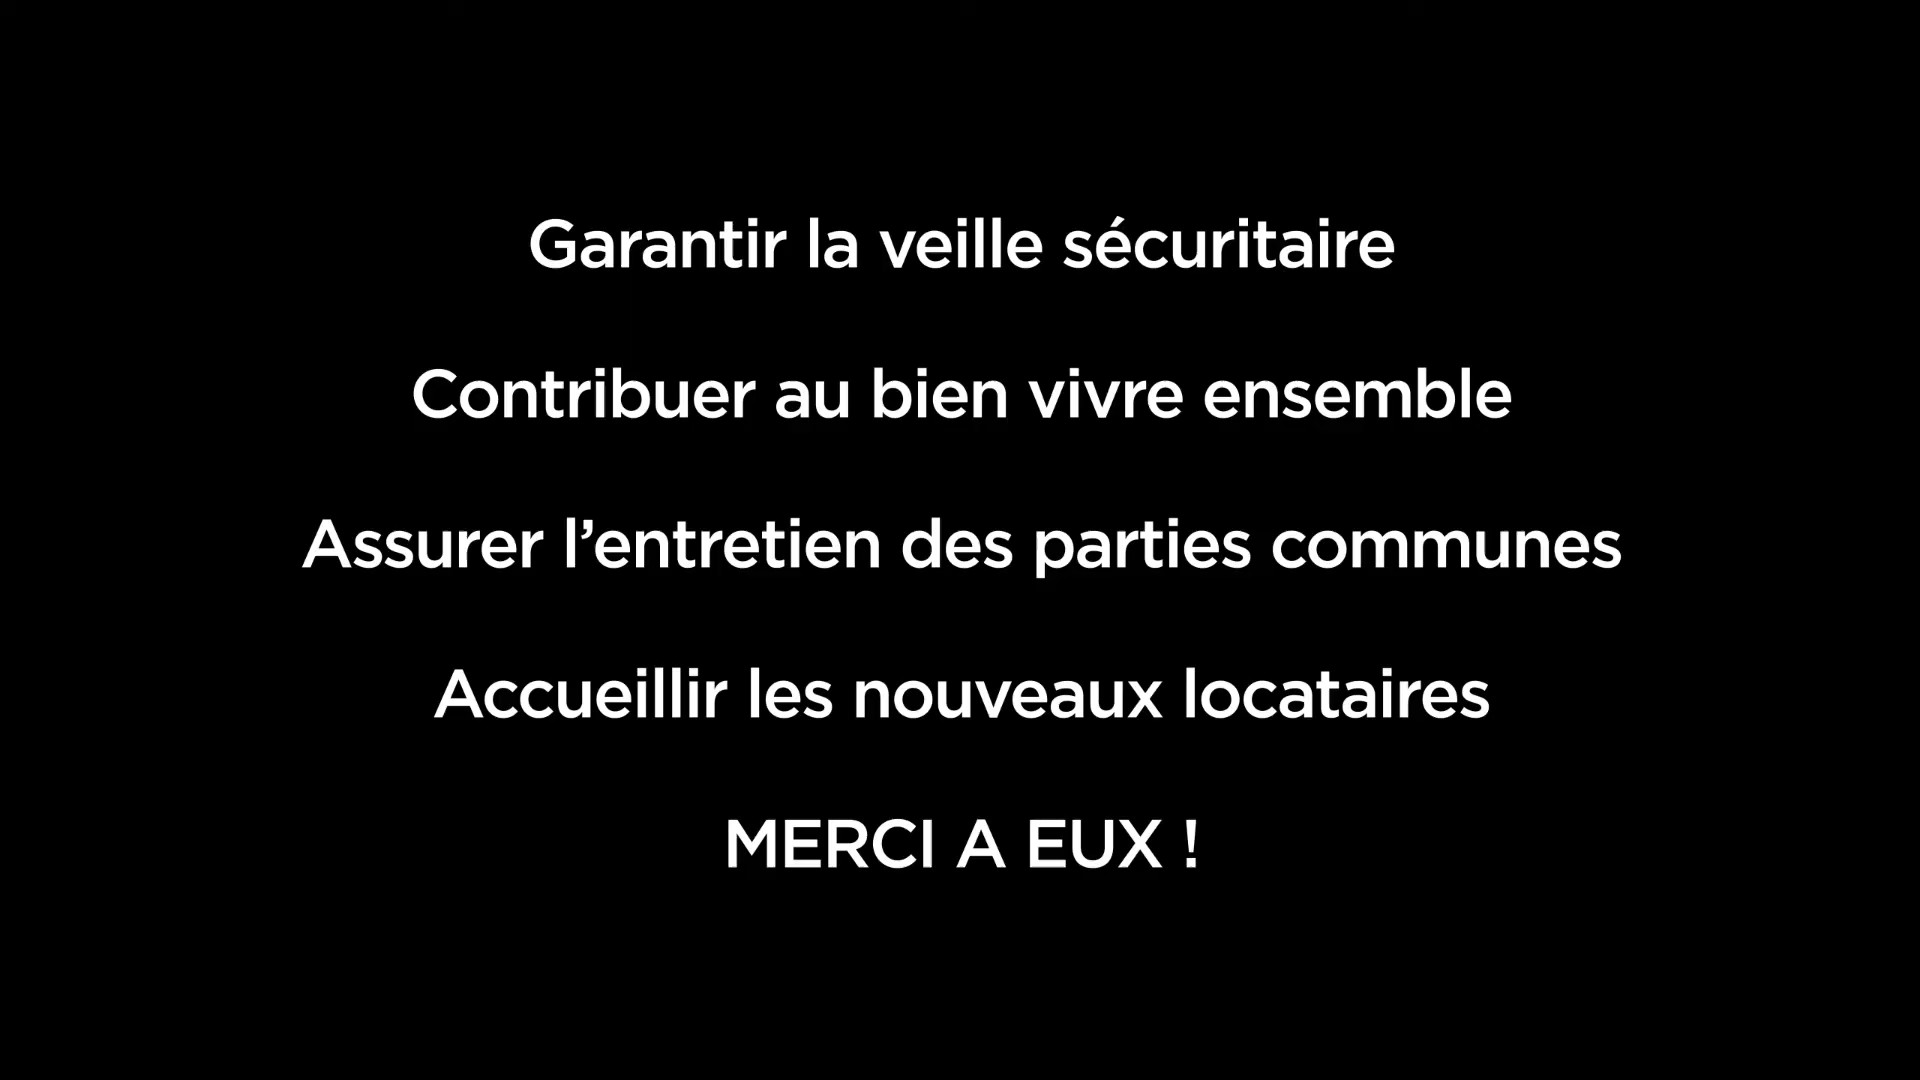 Garantir la veille sécuritaire
Contribuer au bien vivre ensemble
Assurer l’entretien des parties communes
Accueillir les nouveaux locataires
MERCI A EUX !